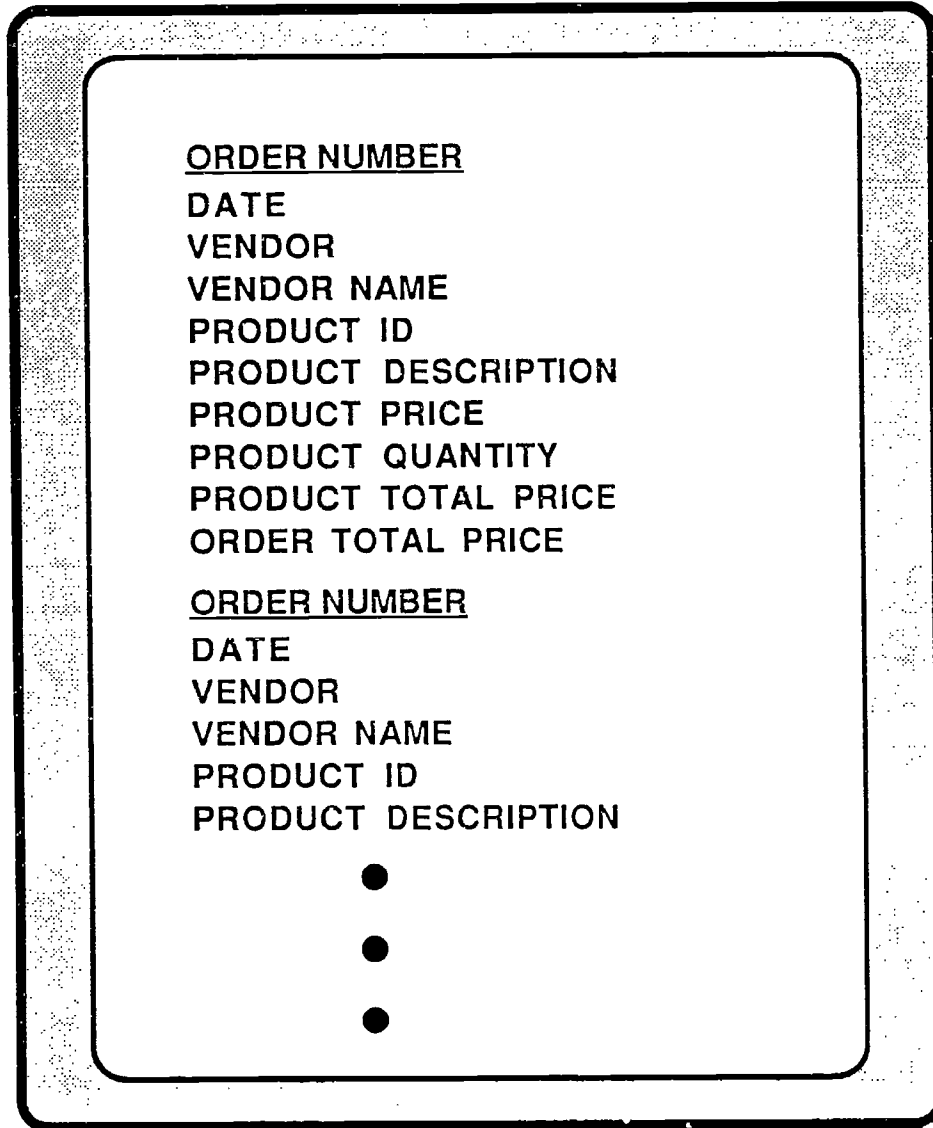 ORDER NUMBER
DATE
VENDOR
VENDOR NAME
PRODUCT ID
PRODUCT DESCRIPTION
PRODUCT PRICE
PRODUCT QUANTITY
PRODUCT TOTAL PRICE
ORDER TOTAL PRICE
ORDER NUMBER
DATE
VENDOR
VENDOR NAME
PRODUCT ID
PRODUCT DESCRIPTION